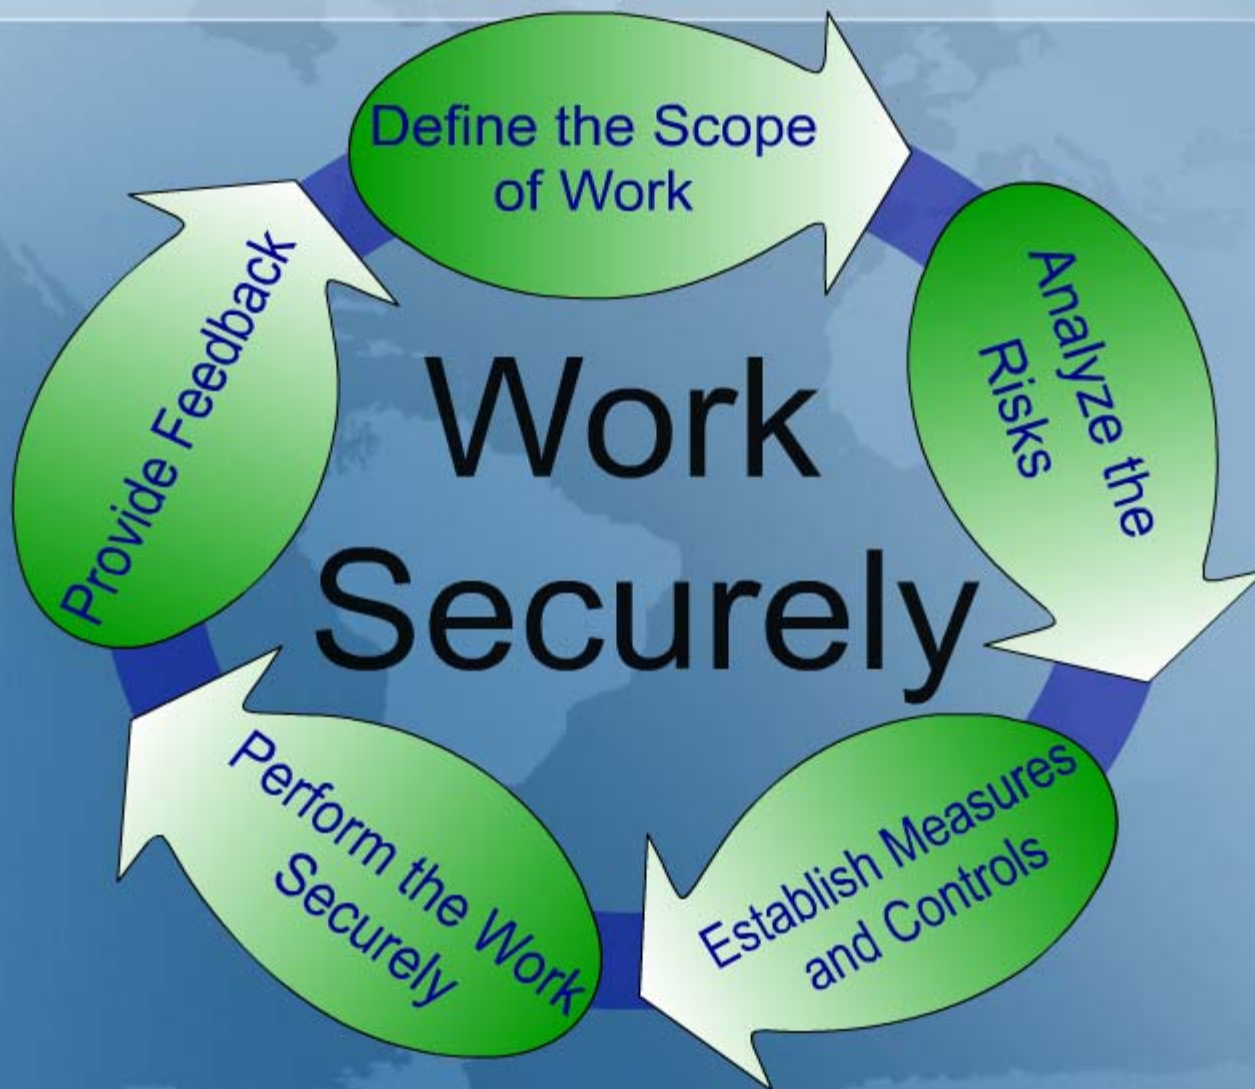 Define the Scope
of Work
Analyze the
Risks
Establish Measures
and Controls
Perform the Work
Securely
Provide Feedback
Work
Securely